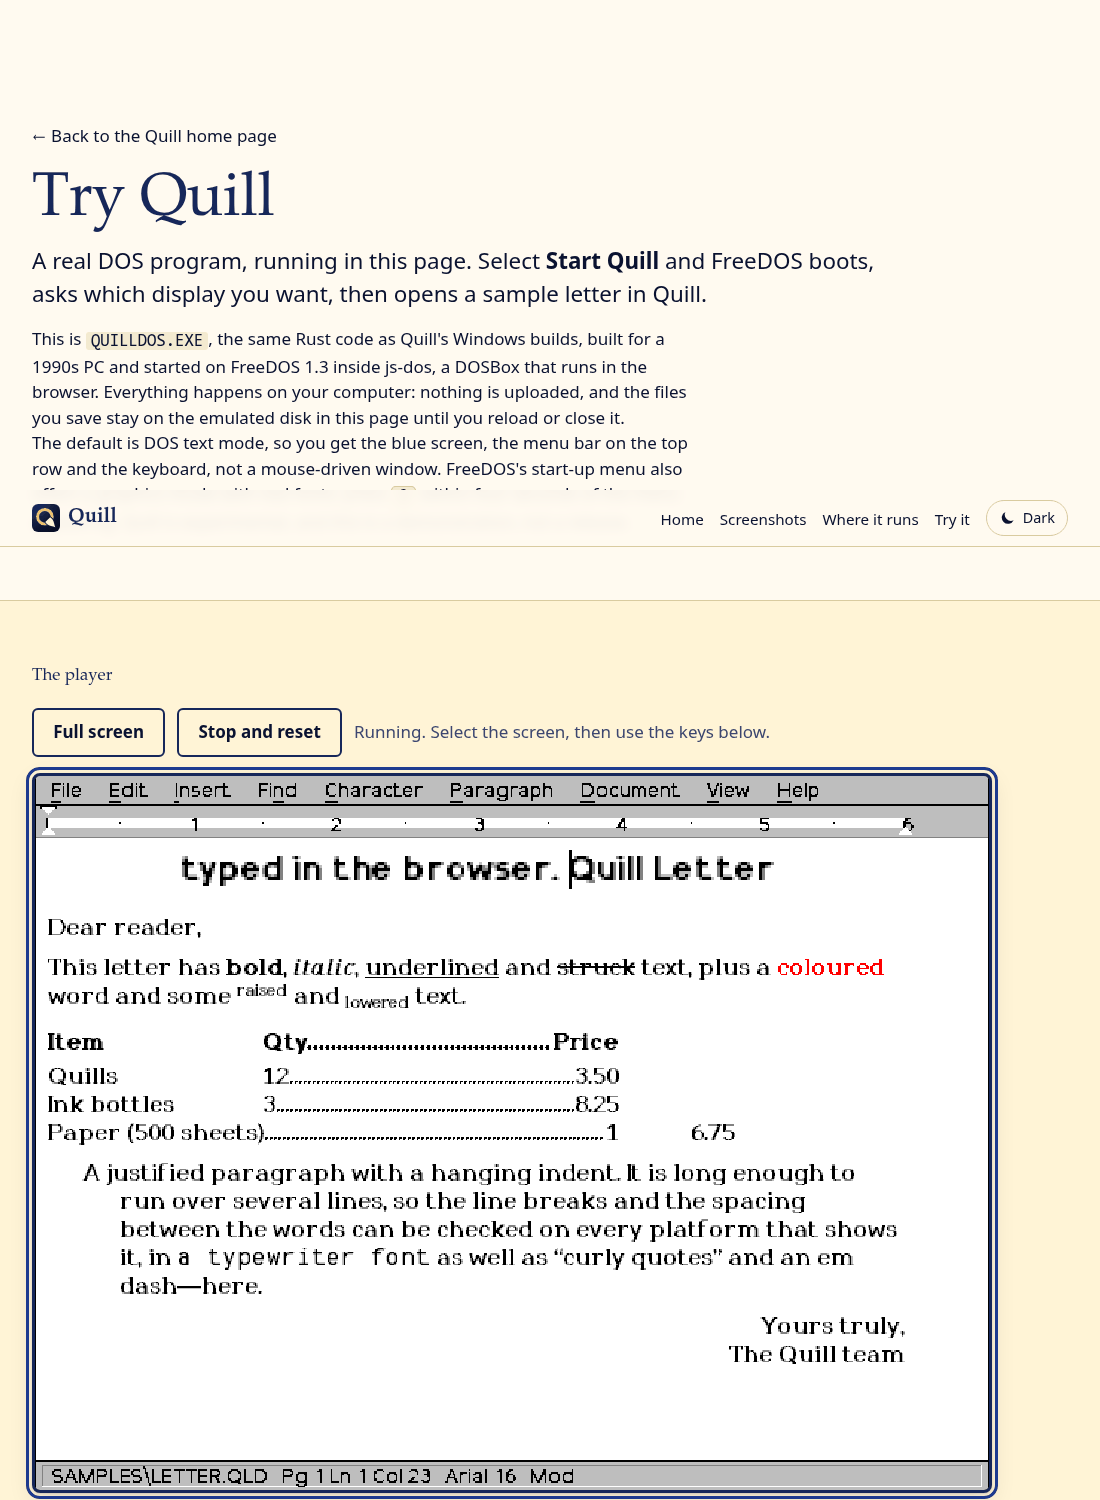 ← Back to the Quill home page
Try Quill
A real DOS program, running in this page. Select Start Quill and FreeDOS boots,
asks which display you want, then opens a sample letter in Quill.
This is QUILLDOS.EXE, the same Rust code as Quill's Windows builds, built for a
1990s PC and started on FreeDOS 1.3 inside js-dos, a DOSBox that runs in the
browser. Everything happens on your computer: nothing is uploaded, and the files
you save stay on the emulated disk in this page until you reload or close it.
The default is DOS text mode, so you get the blue screen, the menu bar on the top
row and the keyboard, not a mouse-driven window. FreeDOS's start-up menu also
Quill Home Screenshots Where it runs Try it Dark
The player
Full screen Stop and reset Running. Select the screen, then use the keys below.
File Edit Insert Find Character Paragraph Document View Help
1 2 3 4 5 6
typed in the browser. Quill Letter
Dear reader,
This letter has bold, italic, underlined and struck text, plus a coloured
word and some raised and lowered text.
Item Qty........................................Price
Quills 12................................................3.50
Ink bottles 3..................................................8.25
Paper (500 sheets).........................................................1 6.75
A justified paragraph with a hanging indent. It is long enough to
run over several lines, so the line breaks and the spacing
between the words can be checked on every platform that shows
it, in a typewriter font as well as “curly quotes” and an em
dash—here.
Yours truly,
The Quill team
SAMPLES\LETTER.QLD Pg 1 Ln 1 Col 23 Arial 16 Mod